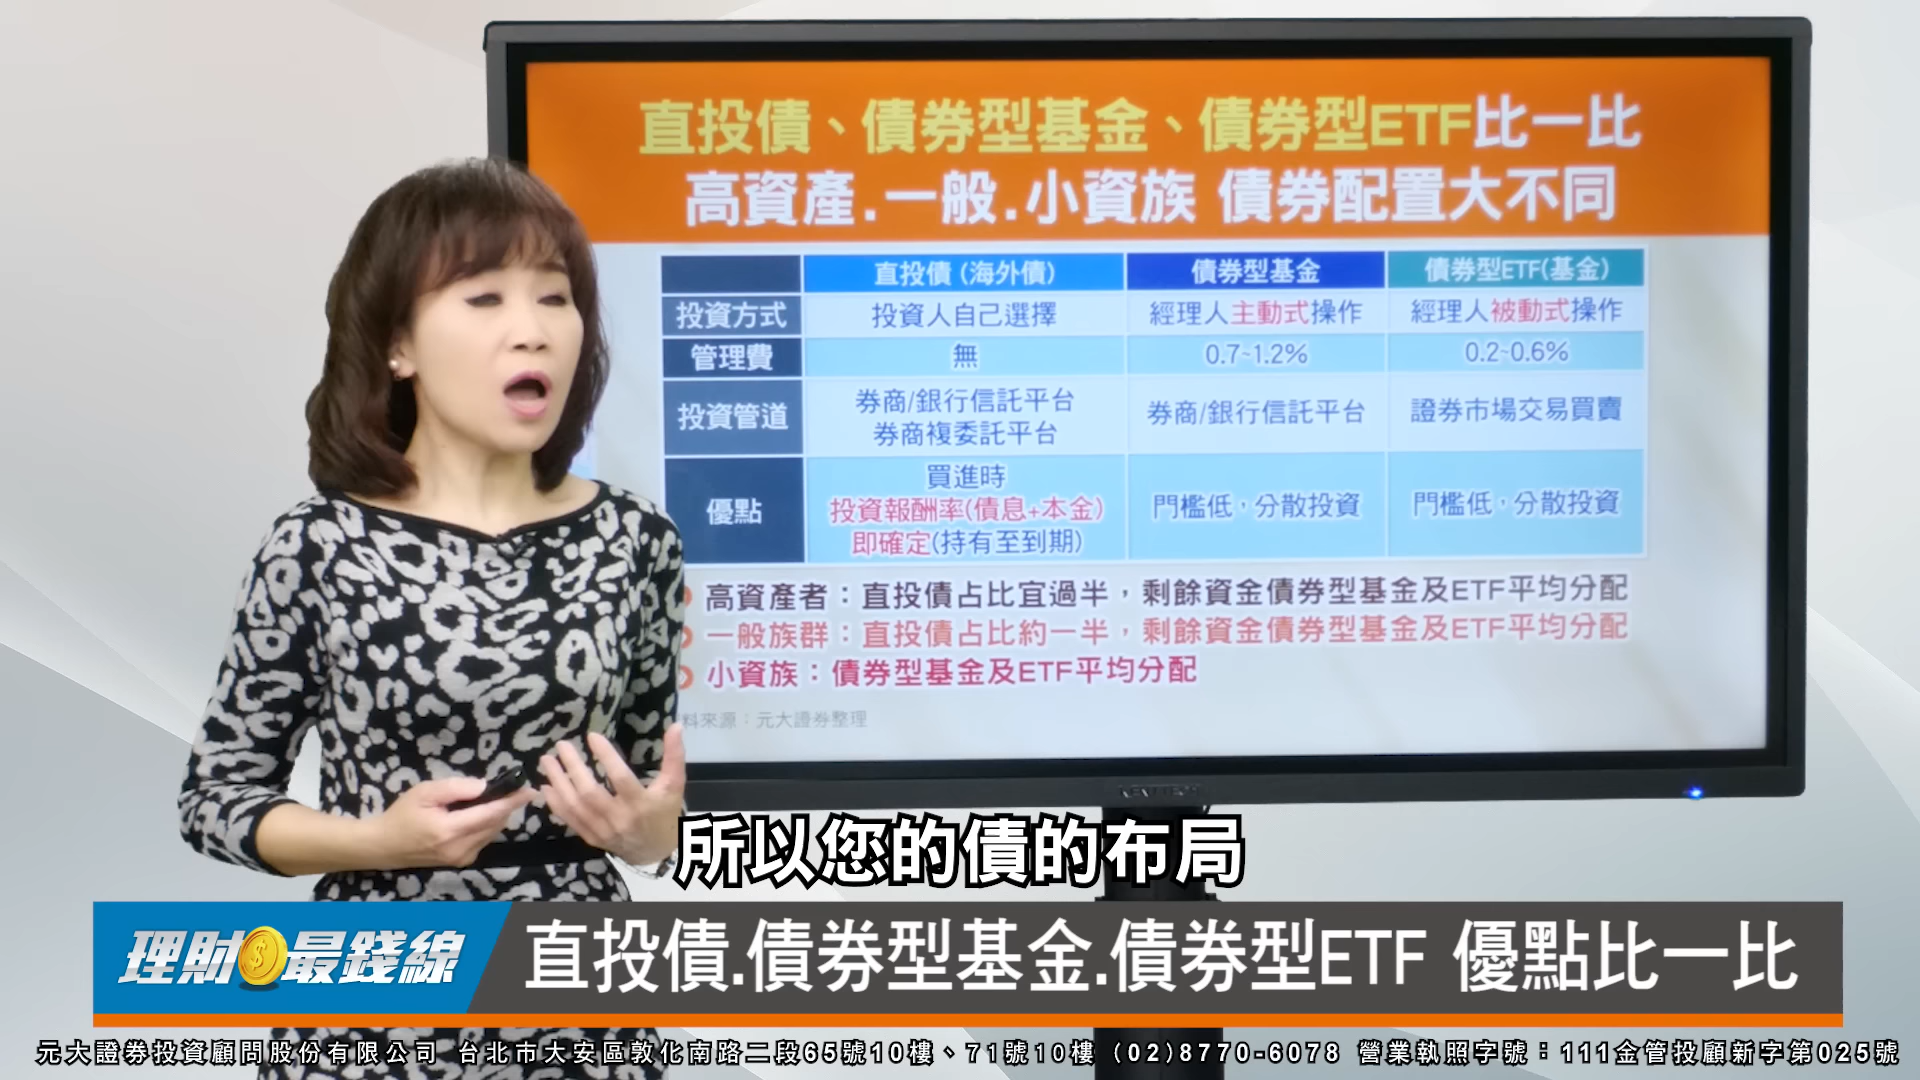 直投債、債券型基金、債券型ETF比一比
高資產.一般.小資族 債券配置大不同
直投債(海外債) 債券型基金 債券型ETF(基金)
投資方式 投資人自己選擇 經理人主動式操作 經理人被動式操作
管理費 無 0.7~1.2% 0.2~0.6%
投資管道 券商/銀行信託平台 券商/銀行信託平台 證券市場交易買賣
券商複委託平台
優點 買進時
投資報酬率(債息+本金) 門檻低，分散投資 門檻低，分散投資
即確定(持有至到期)
高資產者：直投債占比宜過半，剩餘資金債券型基金及ETF平均分配
一般族群：直投債占比約一半，剩餘資金債券型基金及ETF平均分配
小資族：債券型基金及ETF平均分配
料來源：元大證券整理
所以您的債的布局
理財最錢線 直投債.債券型基金.債券型ETF 優點比一比
元大證券投資顧問股份有限公司 台北市大安區敦化南路二段65號10樓、71號10樓 (02)8770-6078 營業執照字號：111金管投顧新字第025號